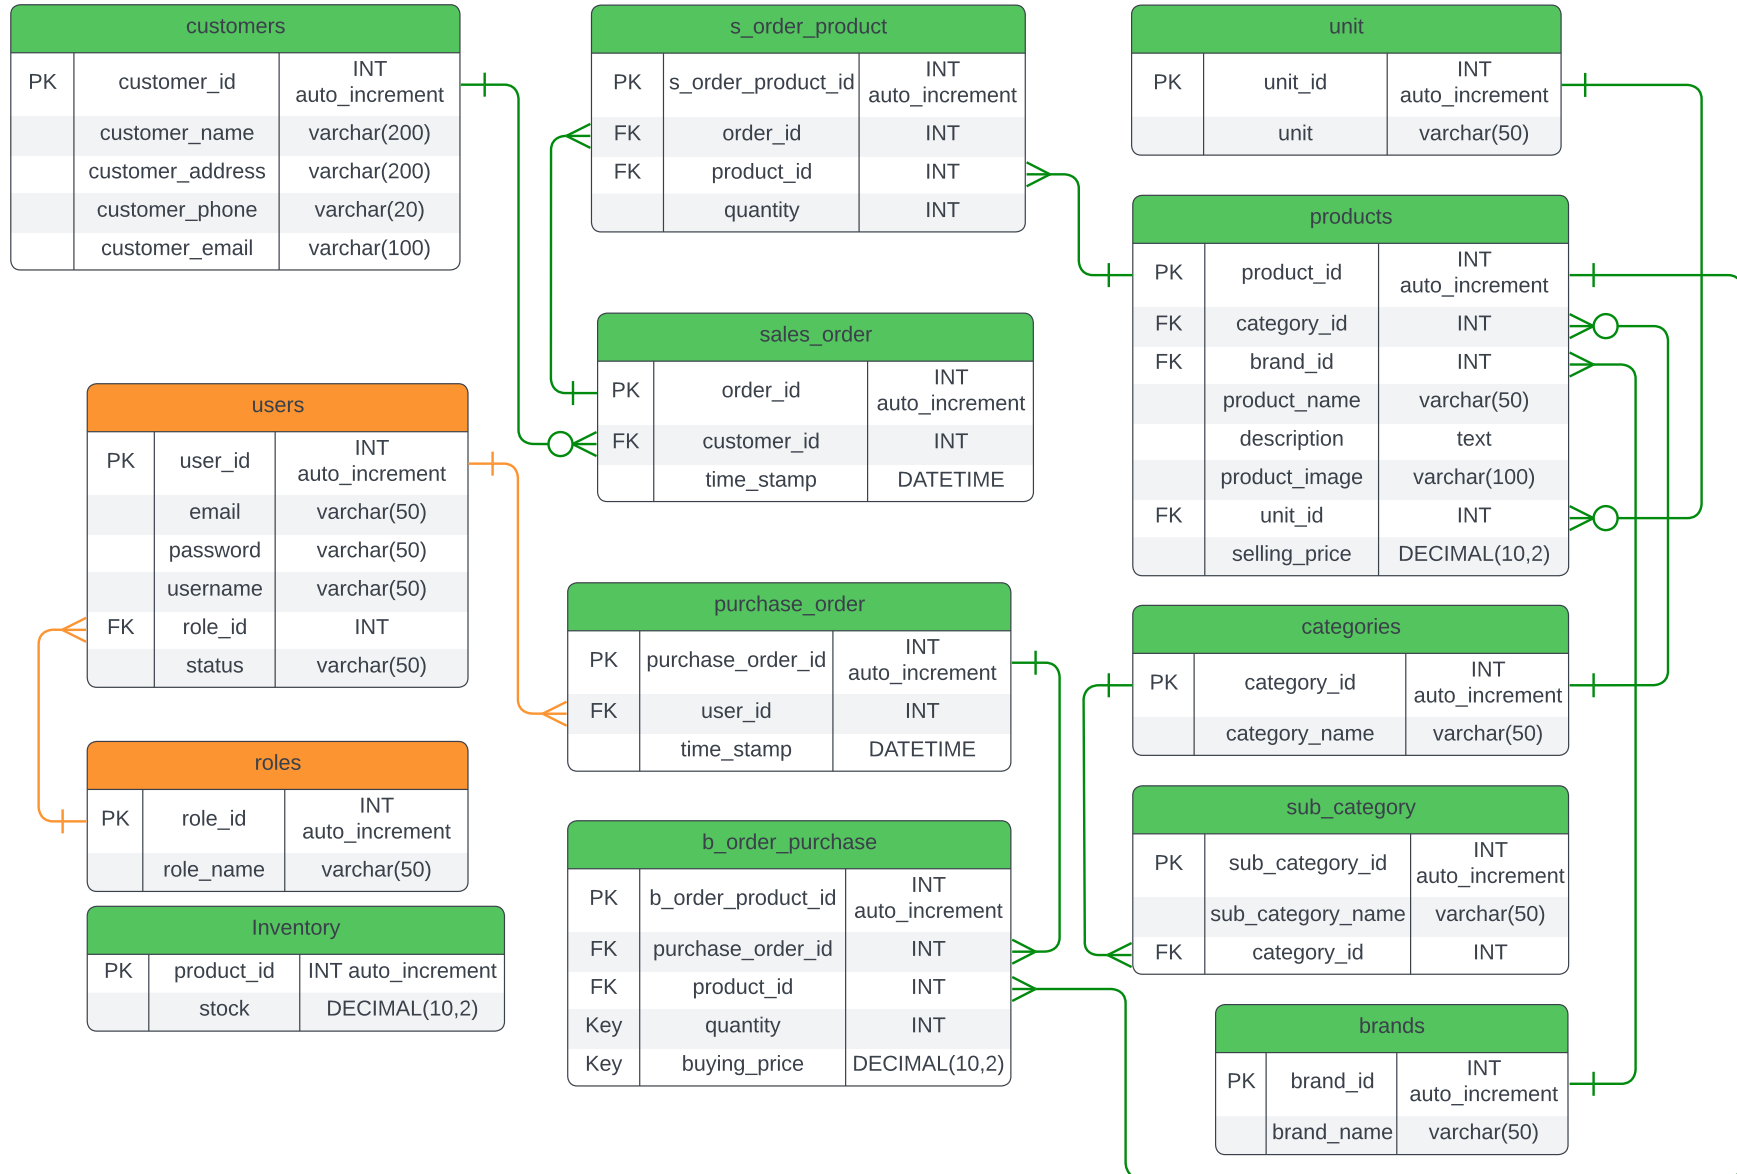 customers
PK customer_id INT auto_increment
customer_name varchar(200)
customer_address varchar(200)
customer_phone varchar(20)
customer_email varchar(100)
s_order_product
PK s_order_product_id INT auto_increment
FK order_id INT
FK product_id INT
quantity INT
unit
PK unit_id INT auto_increment
unit varchar(50)
products
PK product_id INT auto_increment
FK category_id INT
FK brand_id INT
product_name varchar(50)
description text
product_image varchar(100)
FK unit_id INT
selling_price DECIMAL(10,2)
sales_order
PK order_id INT auto_increment
FK customer_id INT
time_stamp DATETIME
users
PK user_id INT auto_increment
email varchar(50)
password varchar(50)
username varchar(50)
FK role_id INT
status varchar(50)
purchase_order
PK purchase_order_id INT auto_increment
FK user_id INT
time_stamp DATETIME
categories
PK category_id INT auto_increment
category_name varchar(50)
roles
PK role_id INT auto_increment
role_name varchar(50)
sub_category
PK sub_category_id INT auto_increment
sub_category_name varchar(50)
FK category_id INT
b_order_purchase
PK b_order_product_id INT auto_increment
FK purchase_order_id INT
FK product_id INT
Key quantity INT
Key buying_price DECIMAL(10,2)
Inventory
PK product_id INT auto_increment
stock DECIMAL(10,2)
brands
PK brand_id INT auto_increment
brand_name varchar(50)